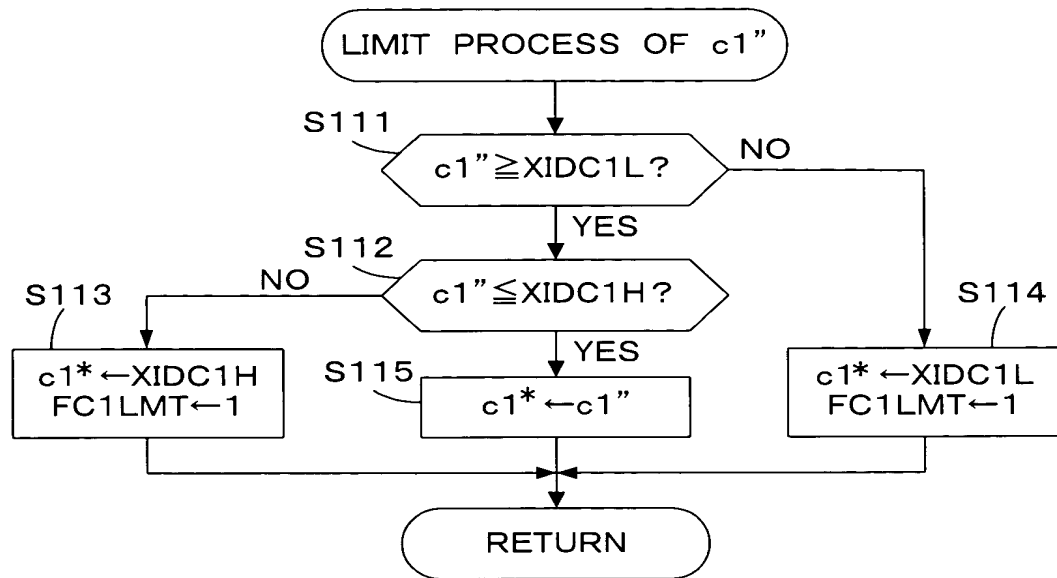 LIMIT PROCESS OF c1”
S111
c1”≧XIDC1L?
NO
YES
S112
c1”≦XIDC1H?
NO
S113
S114
YES
c1*←XIDC1H
FC1LMT←1
S115
c1*←c1”
c1*←XIDC1L
FC1LMT←1
RETURN